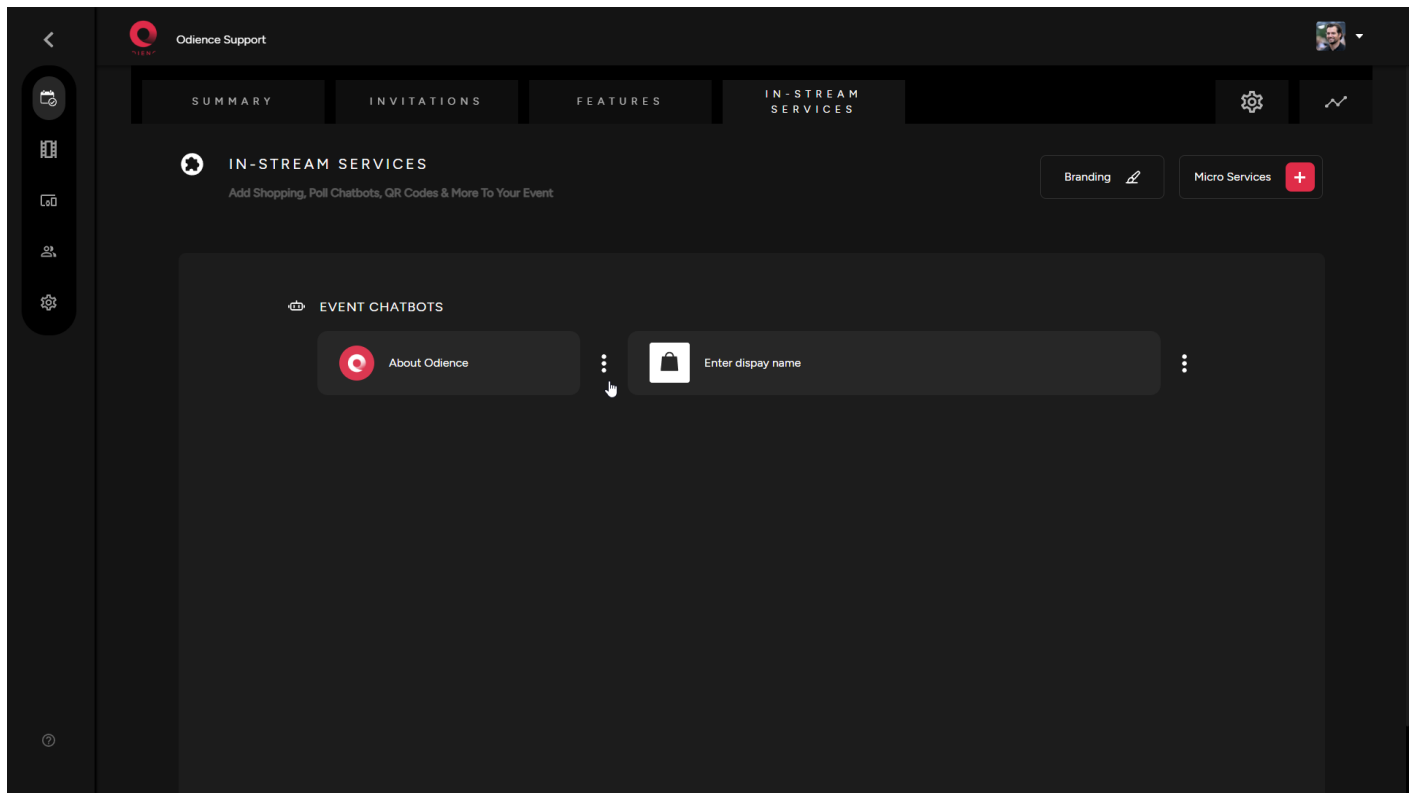 Odience Support
SUMMARY
INVITATIONS
FEATURES
IN-STREAM
SERVICES
IN-STREAM SERVICES
Add Shopping, Poll Chatbots, QR Codes & More To Your Event
Branding
Micro Services
EVENT CHATBOTS
About Odience
Enter dispay name